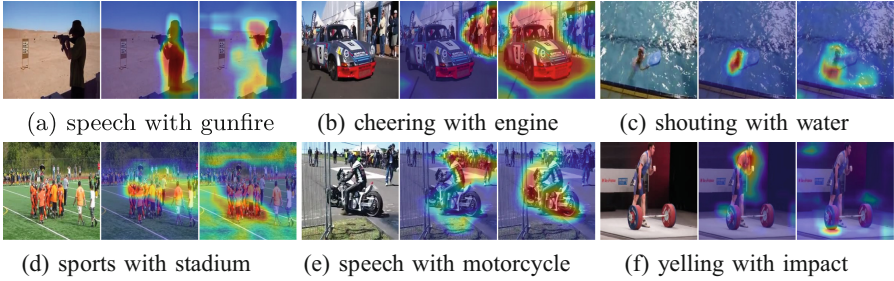 (a) speech with gunfire
(b) cheering with engine
(c) shouting with water
(d) sports with stadium
(e) speech with motorcycle
(f) yelling with impact